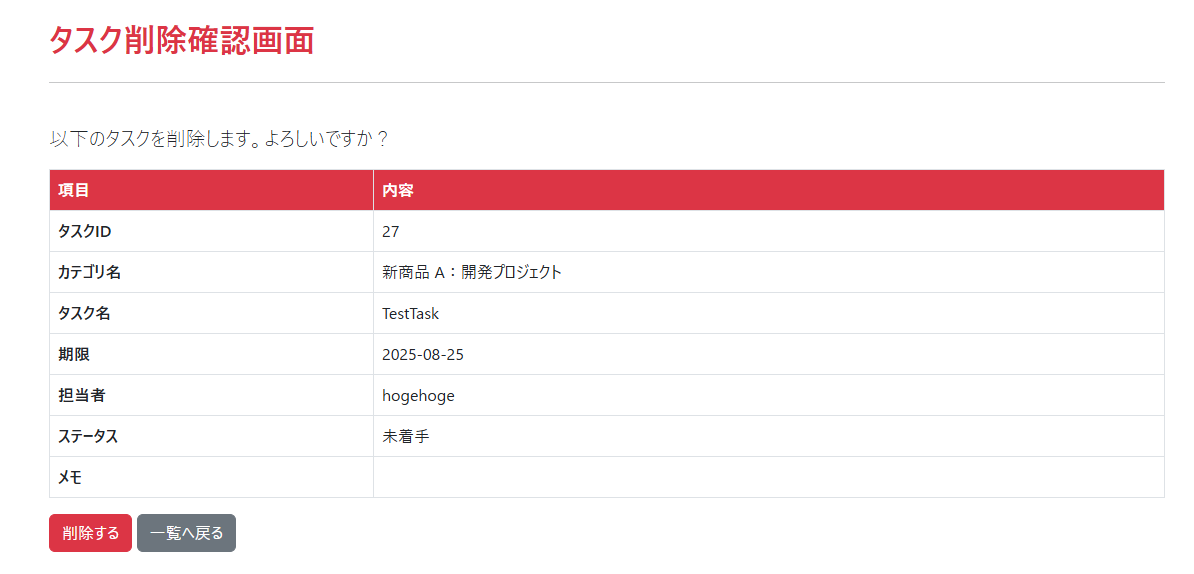 タスク削除確認画面
以下のタスクを削除します。よろしいですか？
項目 内容
タスクID 27
カテゴリ名 新商品 A：開発プロジェクト
タスク名 TestTask
期限 2025-08-25
担当者 hogehoge
ステータス 未着手
メモ
削除する 一覧へ戻る